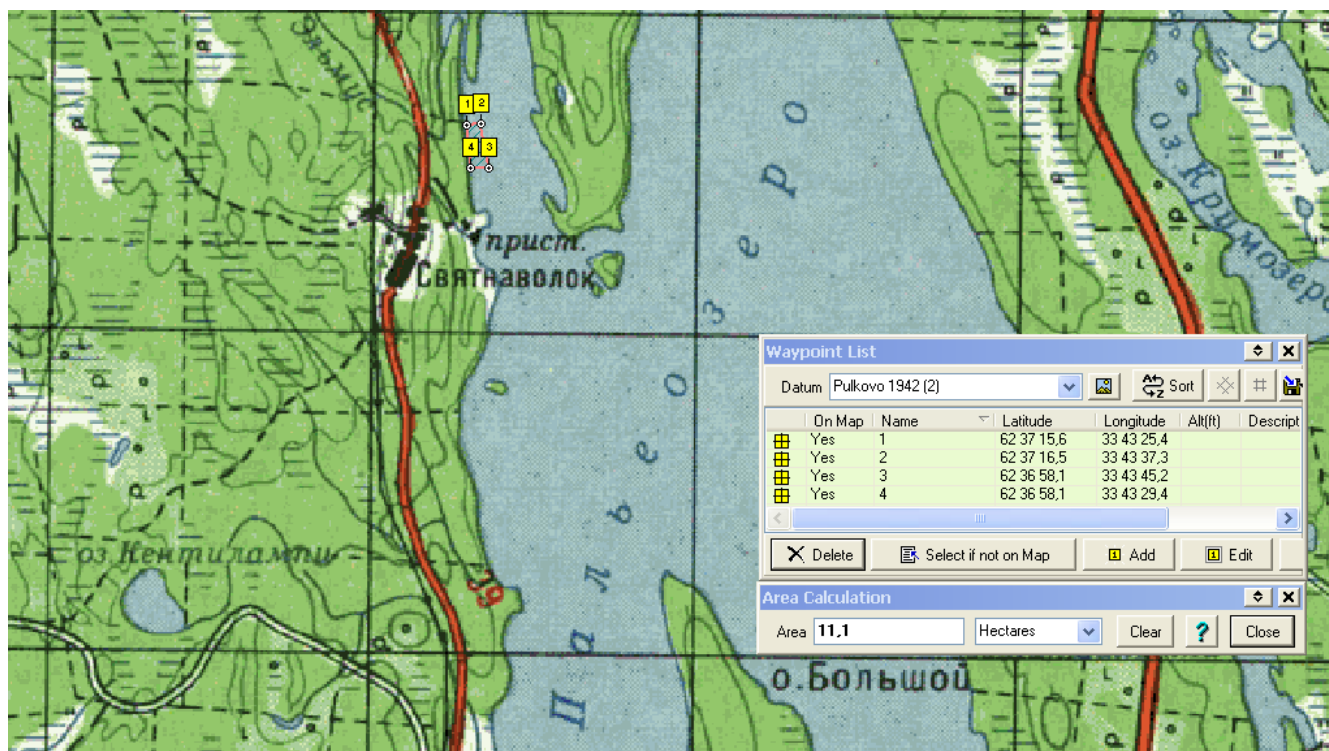 Эльмус
1 2
4 3
прист.
Святнаволок
оз. Кримозеро
Пальеозеро
оз Кентилампи
39
о.Большой
Waypoint List
Datum Pulkovo 1942 (2) Sort
On Map Name Latitude Longitude Alt(ft) Descript
Yes 1 62 37 15,6 33 43 25,4
Yes 2 62 37 16,5 33 43 37,3
Yes 3 62 36 58,1 33 43 45,2
Yes 4 62 36 58,1 33 43 29,4
Delete Select if not on Map Add Edit
Area Calculation
Area 11,1 Hectares Clear ? Close